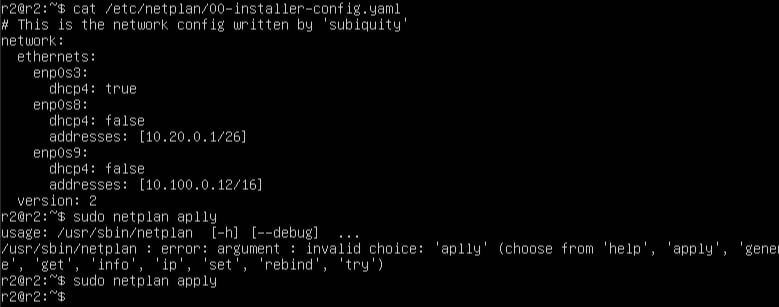 r2@r2:~$ cat /etc/netplan/00-installer-config.yaml
# This is the network config written by 'subiquity'
network:
  ethernets:
    enp0s3:
      dhcp4: true
    enp0s8:
      dhcp4: false
      addresses: [10.20.0.1/26]
    enp0s9:
      dhcp4: false
      addresses: [10.100.0.12/16]
  version: 2
r2@r2:~$ sudo netplan aplly
usage: /usr/sbin/netplan  [-h] [--debug]  ...
/usr/sbin/netplan : error: argument : invalid choice: 'aplly' (choose from 'help', 'apply', 'gener
e', 'get', 'info', 'ip', 'set', 'rebind', 'try')
r2@r2:~$ sudo netplan apply
r2@r2:~$